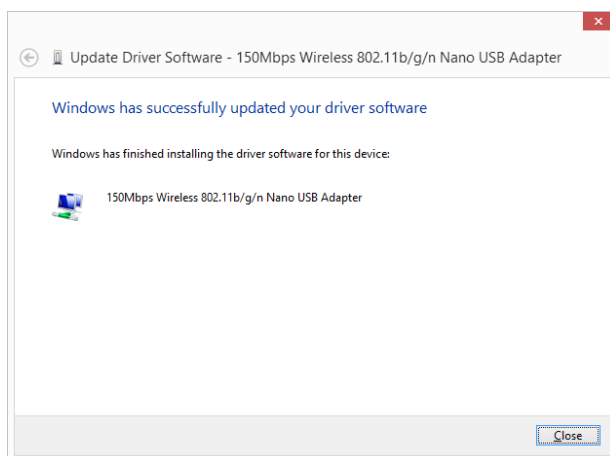 Update Driver Software - 150Mbps Wireless 802.11b/g/n Nano USB Adapter
Windows has successfully updated your driver software
Windows has finished installing the driver software for this device:
150Mbps Wireless 802.11b/g/n Nano USB Adapter
Close